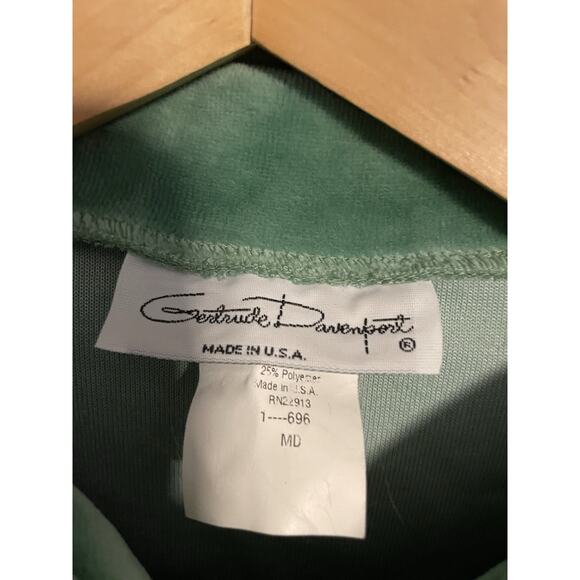 Gertrude Davenport
®
MADE IN U.S.A.
25% Polyester
Made in U.S.A.
RN22913
1----696
MD